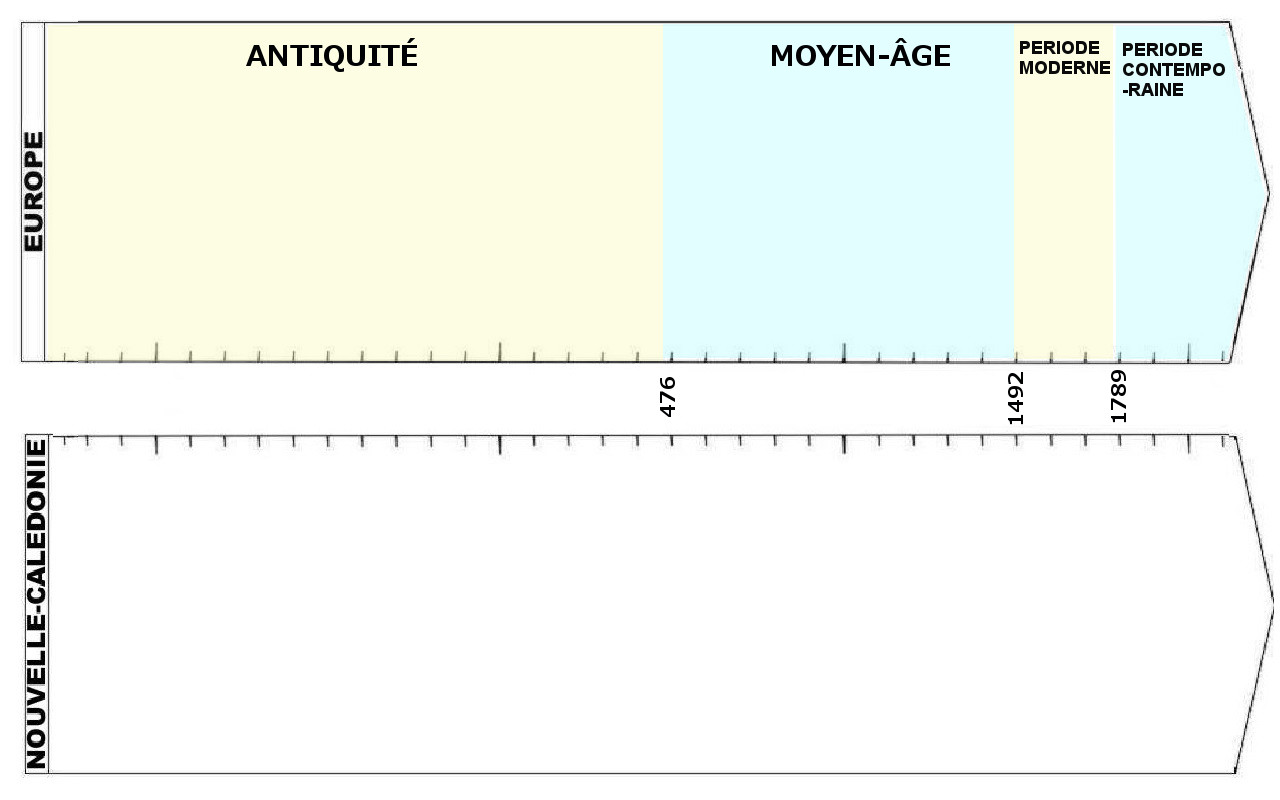 EUROPE
ANTIQUITÉ
MOYEN-ÂGE
PERIODE
MODERNE
PERIODE
CONTEMPO
-RAINE
476
1492
1789
NOUVELLE-CALEDONIE